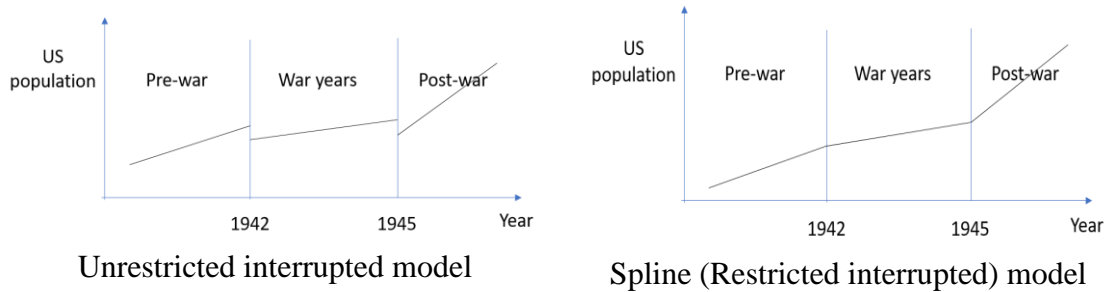 US
population
Pre-war
War years
Post-war
1942
1945
Year
Unrestricted interrupted model
US
population
Pre-war
War years
Post-war
1942
1945
Year
Spline (Restricted interrupted) model